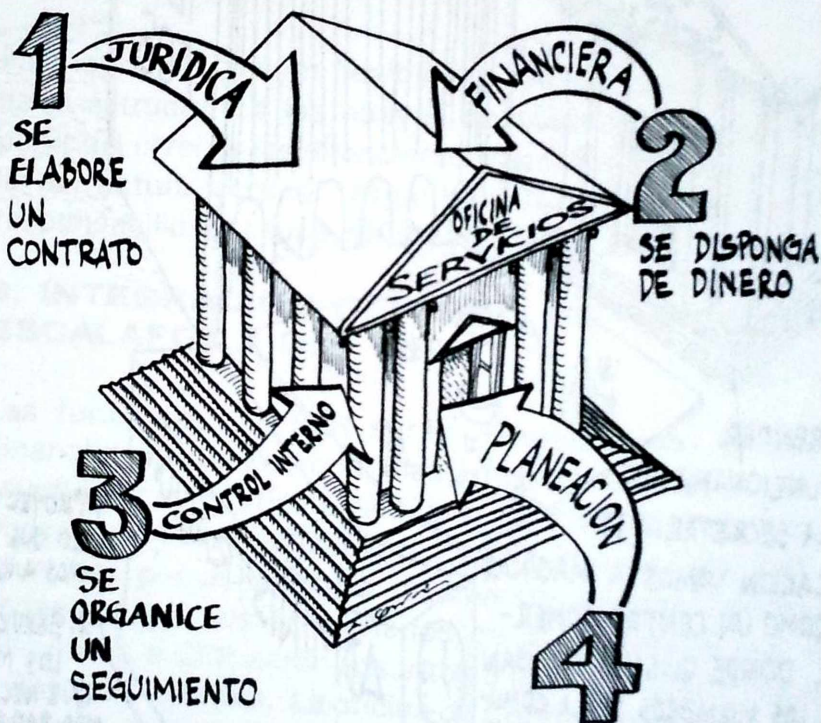 1
JURIDICA
SE
ELABORE
UN
CONTRATO
FINANCIERA
2
SE DISPONGA
DE DINERO
OFICINA
DE
SERVICIOS
3
CONTROL INTERNO
SE
ORGANICE
UN
SEGUIMIENTO
PLANEACION
4